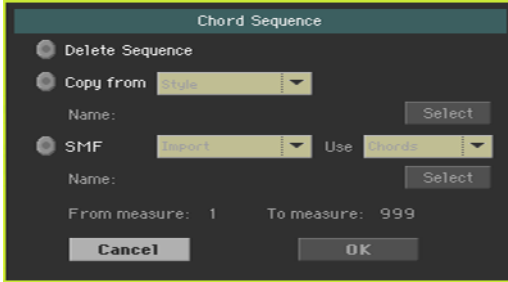 Chord Sequence
Delete Sequence
Copy from Style
Name: Select
SMF Import Use Chords
Name: Select
From measure: 1 To measure: 999
Cancel OK